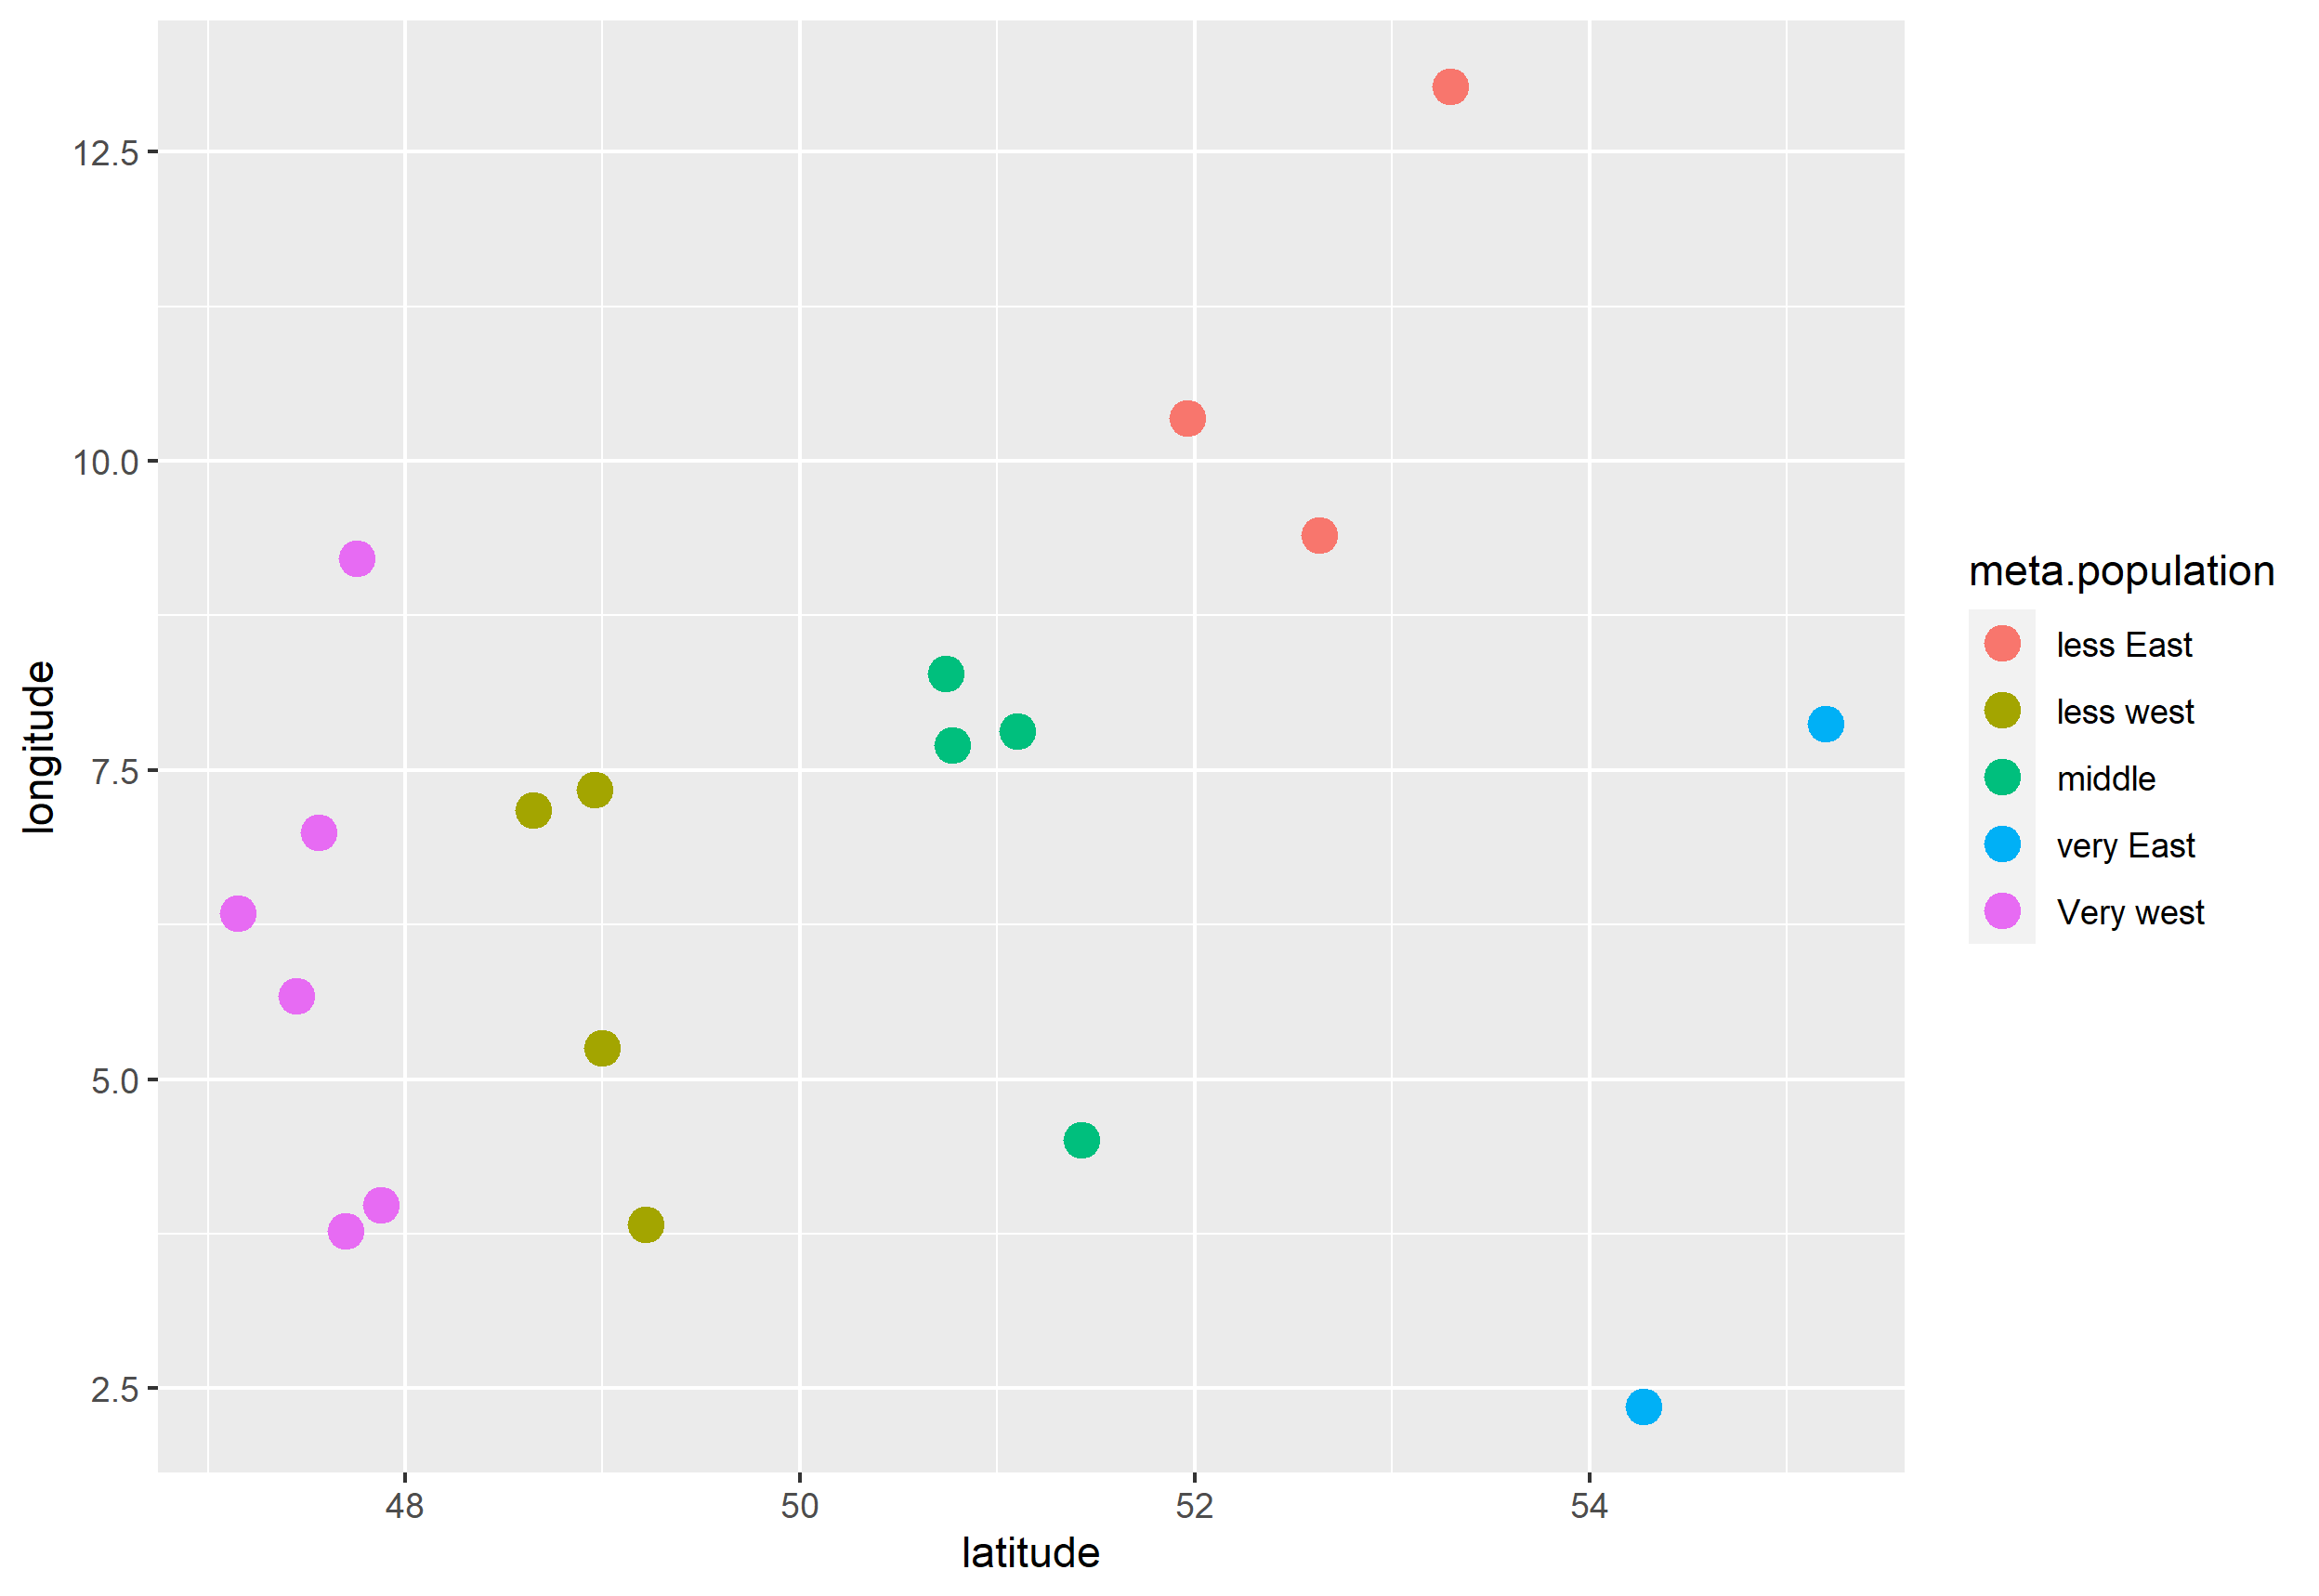 12.5
10.0
7.5
5.0
2.5
longitude
48
50
52
54
latitude
meta.population
less East
less west
middle
very East
Very west